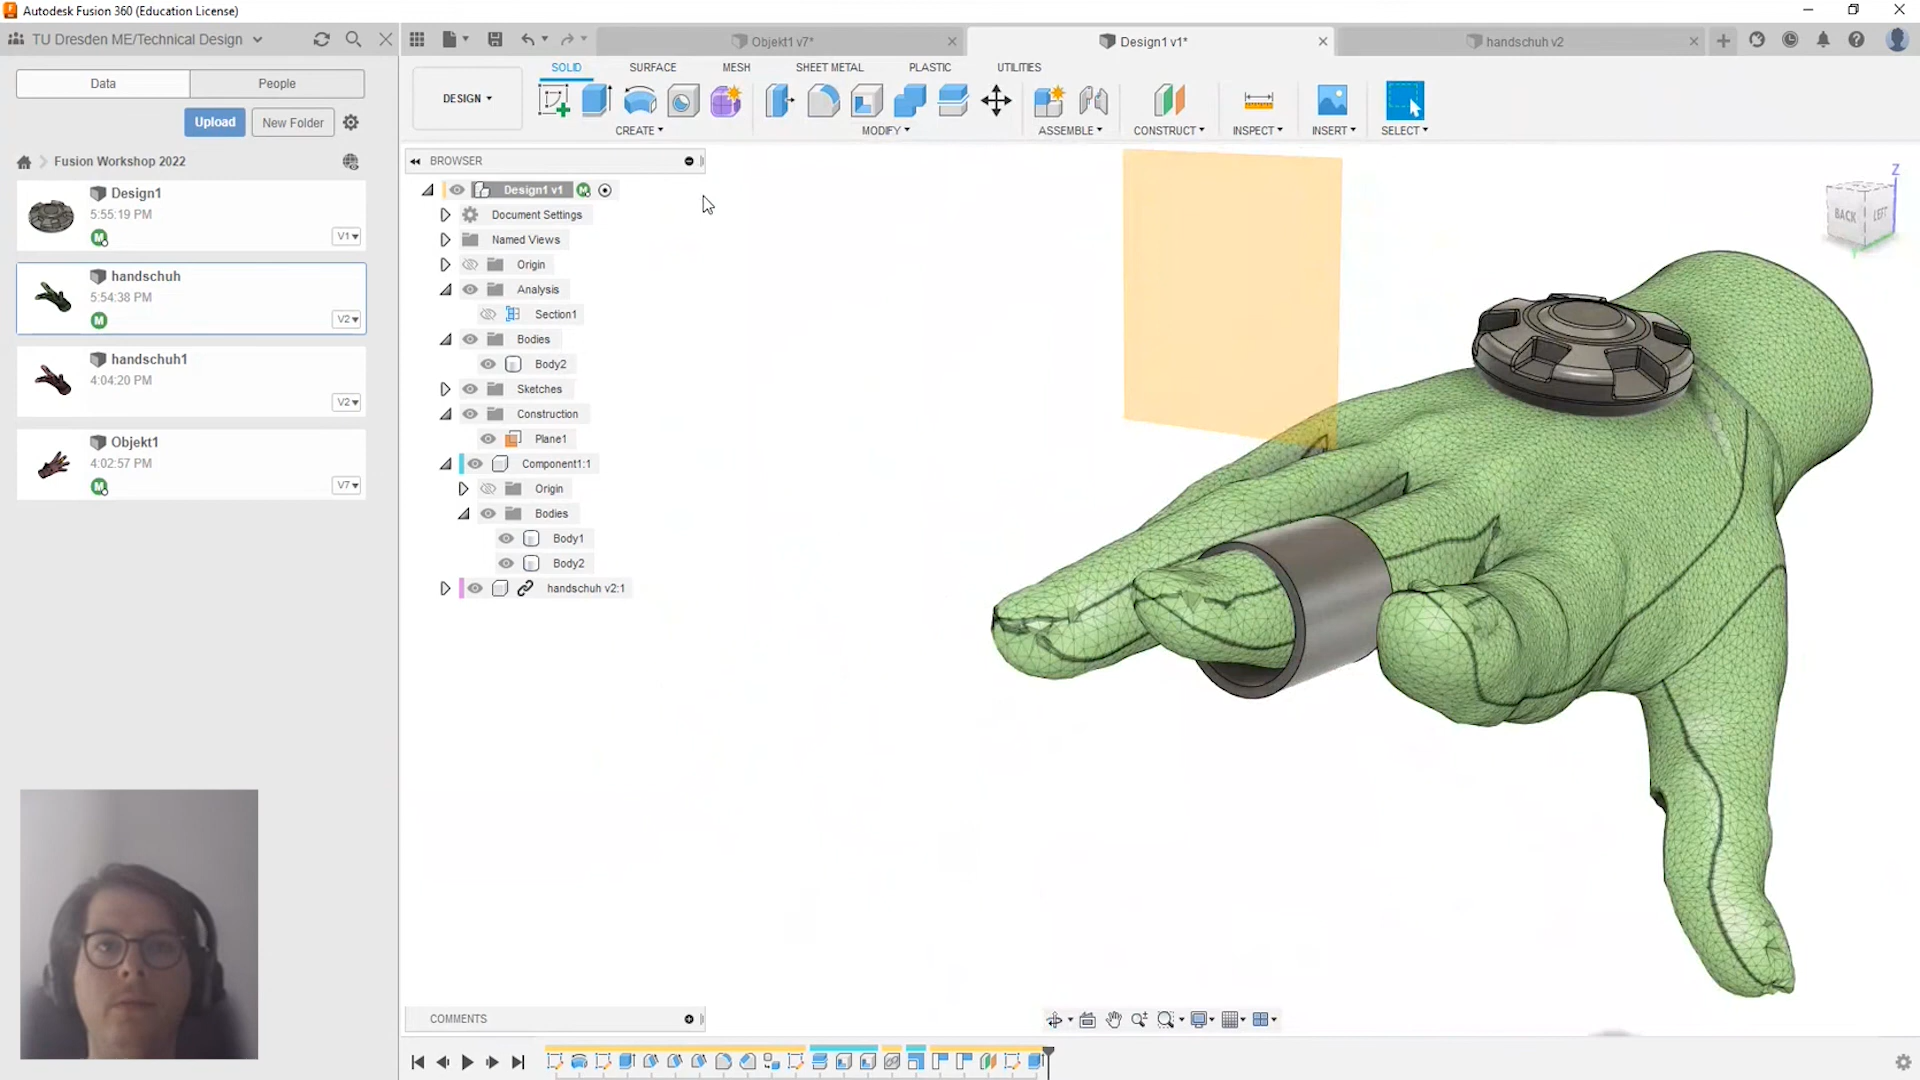 Autodesk Fusion 360 (Education License)
TU Dresden ME/Technical Design
Objekt1 v7*
Design1 v1*
handschuh v2
Data
People
Upload
New Folder
Fusion Workshop 2022
Design1
5:55:19 PM
V1
handschuh
5:54:38 PM
V2
handschuh1
4:04:20 PM
V2
Objekt1
4:02:57 PM
V7
DESIGN
SOLID
SURFACE
MESH
SHEET METAL
PLASTIC
UTILITIES
CREATE
MODIFY
ASSEMBLE
CONSTRUCT
INSPECT
INSERT
SELECT
BROWSER
Design1 v1
Document Settings
Named Views
Origin
Analysis
Section1
Bodies
Body2
Sketches
Construction
Plane1
Component1:1
Origin
Bodies
Body1
Body2
handschuh v2:1
Z
BACK
LEFT
Y
COMMENTS